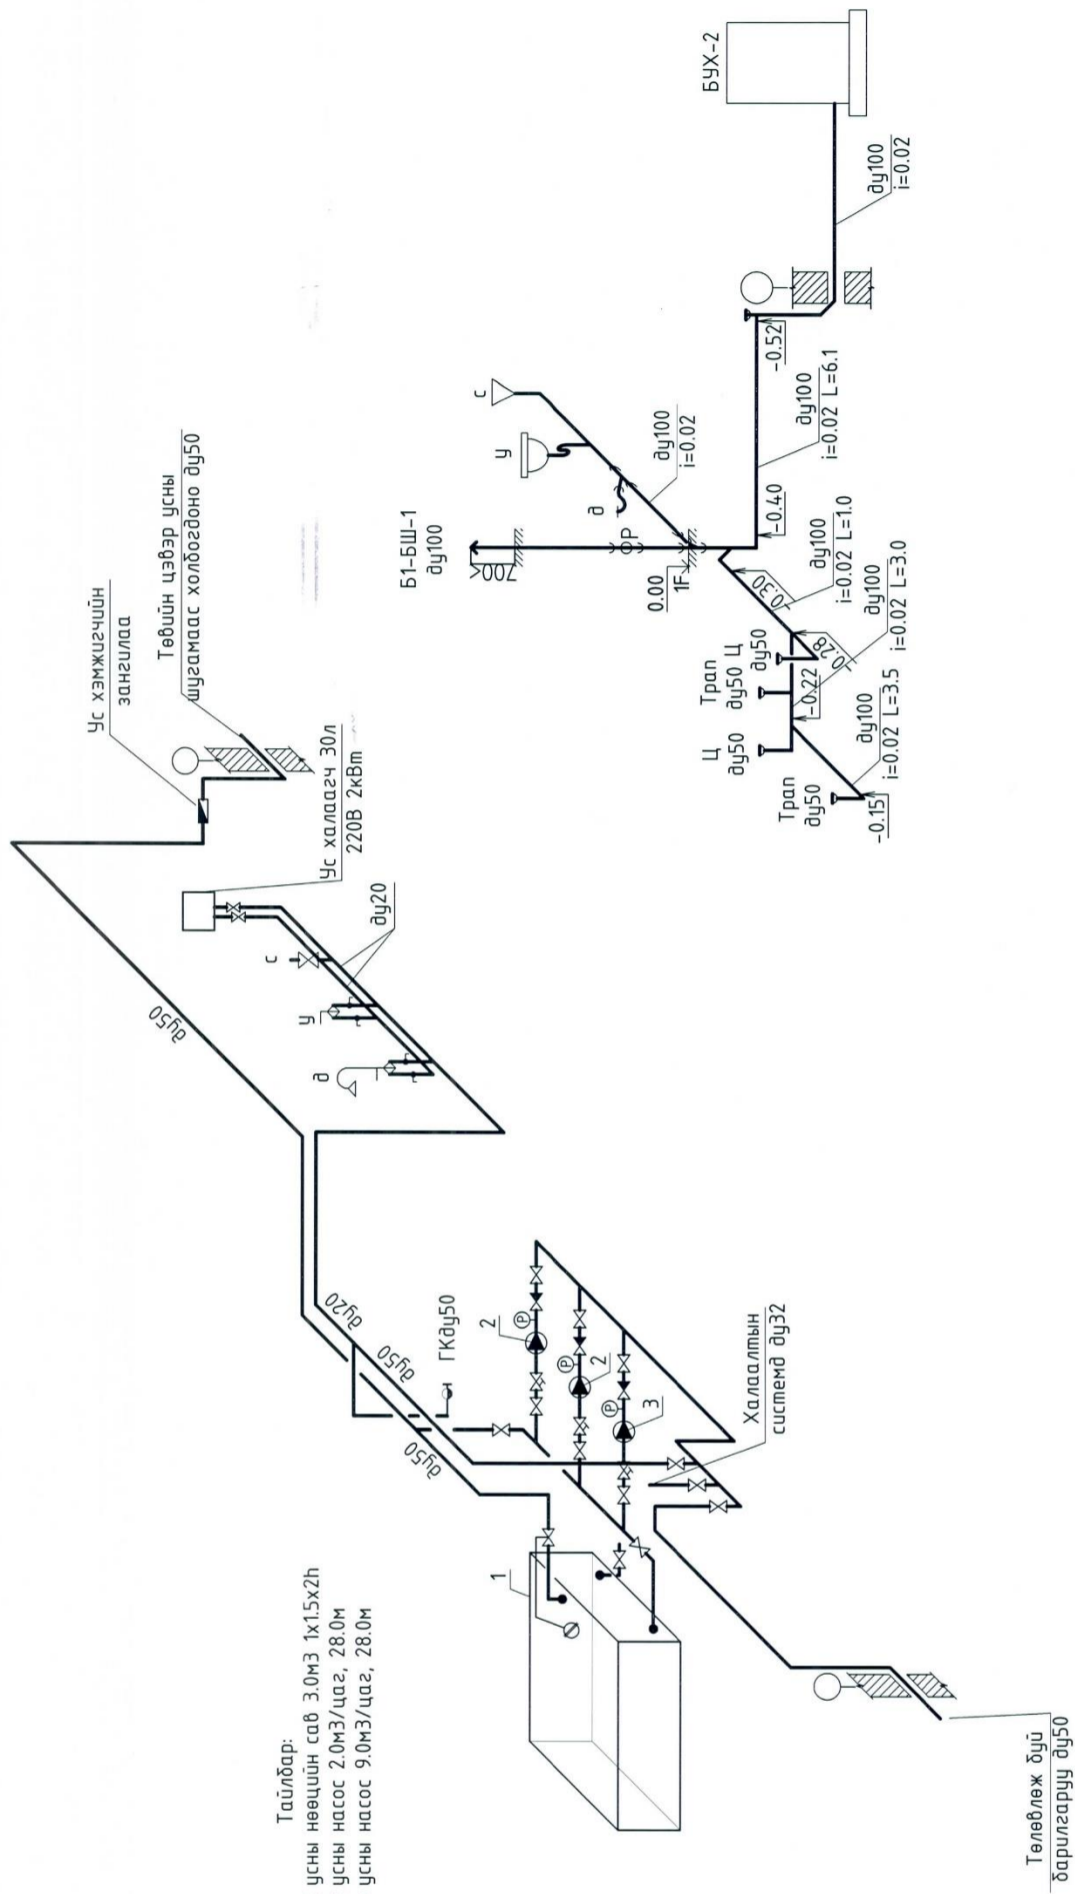 Тайлбар:
усны нөөцийн сав 3.0м3 1x1.5x2h
усны насос 2.0м3/цаг, 28.0м
усны насос 9.0м3/цаг, 28.0м
Ус хэмжигчийн
зангилаа
Төвийн цэвэр усны
шугамаас холбогдоно ду50
Ус халаагч 30л
220В 2кВт
ду50
с
у
д
ду20
ду20
ду50
ду50
ГКду50
2
2
3
P
P
P
1
Халаалтын
системд ду32
Төлөвлөж буй
барилгаруу ду50
Б1-БШ-1
ду100
700<
с
у
д
Р
ду100
i=0.02
0.00
1F
БУХ-2
ду100
i=0.02
-0.52
ду100
i=0.02 L=6.1
-0.40
-0.30
ду100
i=0.02 L=1.0
-0.28
ду100
i=0.02 L=3.0
Ц
ду50
Трап
ду50
-0.22
Ц
ду50
ду100
i=0.02 L=3.5
Трап
ду50
-0.15